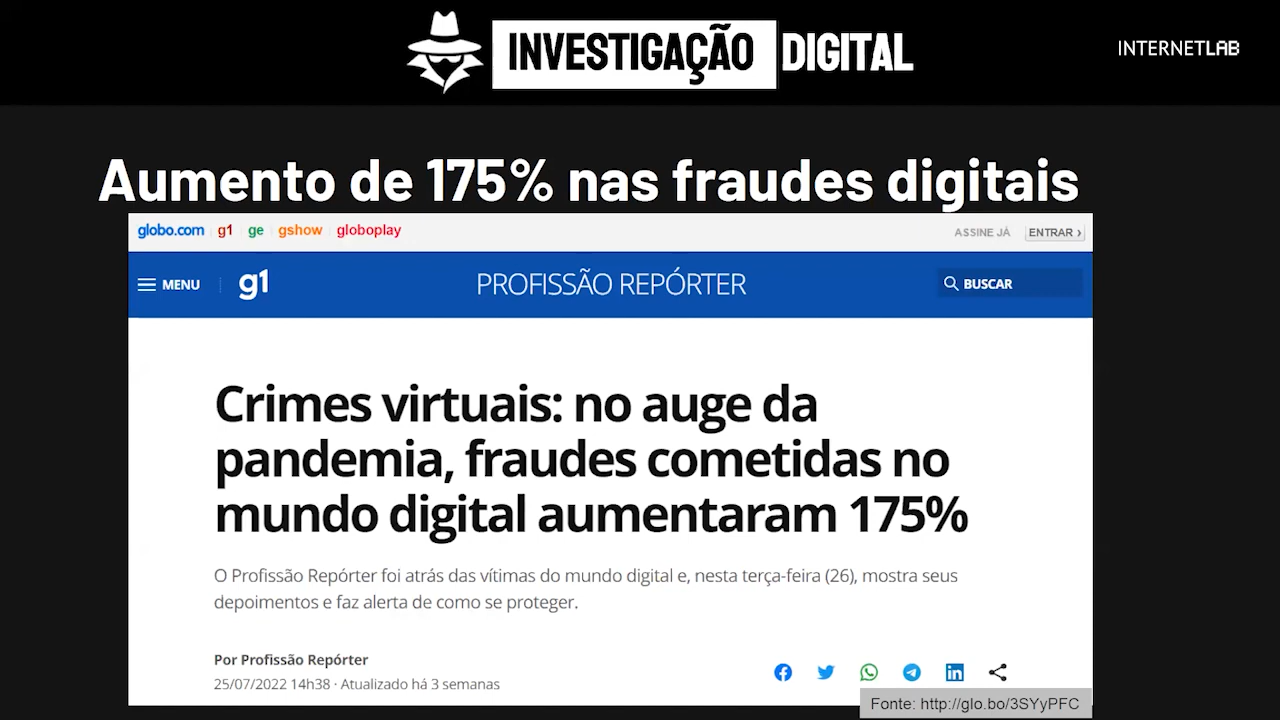 INVESTIGAÇÃO DIGITAL
INTERNETLAB
Aumento de 175% nas fraudes digitais
globo.com g1 ge gshow globoplay
ASSINE JÁ ENTRAR ›
MENU g1 PROFISSÃO REPÓRTER BUSCAR
Crimes virtuais: no auge da
pandemia, fraudes cometidas no
mundo digital aumentaram 175%
O Profissão Repórter foi atrás das vítimas do mundo digital e, nesta terça-feira (26), mostra seus
depoimentos e faz alerta de como se proteger.
Por Profissão Repórter
25/07/2022 14h38 · Atualizado há 3 semanas
Fonte: http://glo.bo/3SYyPFC